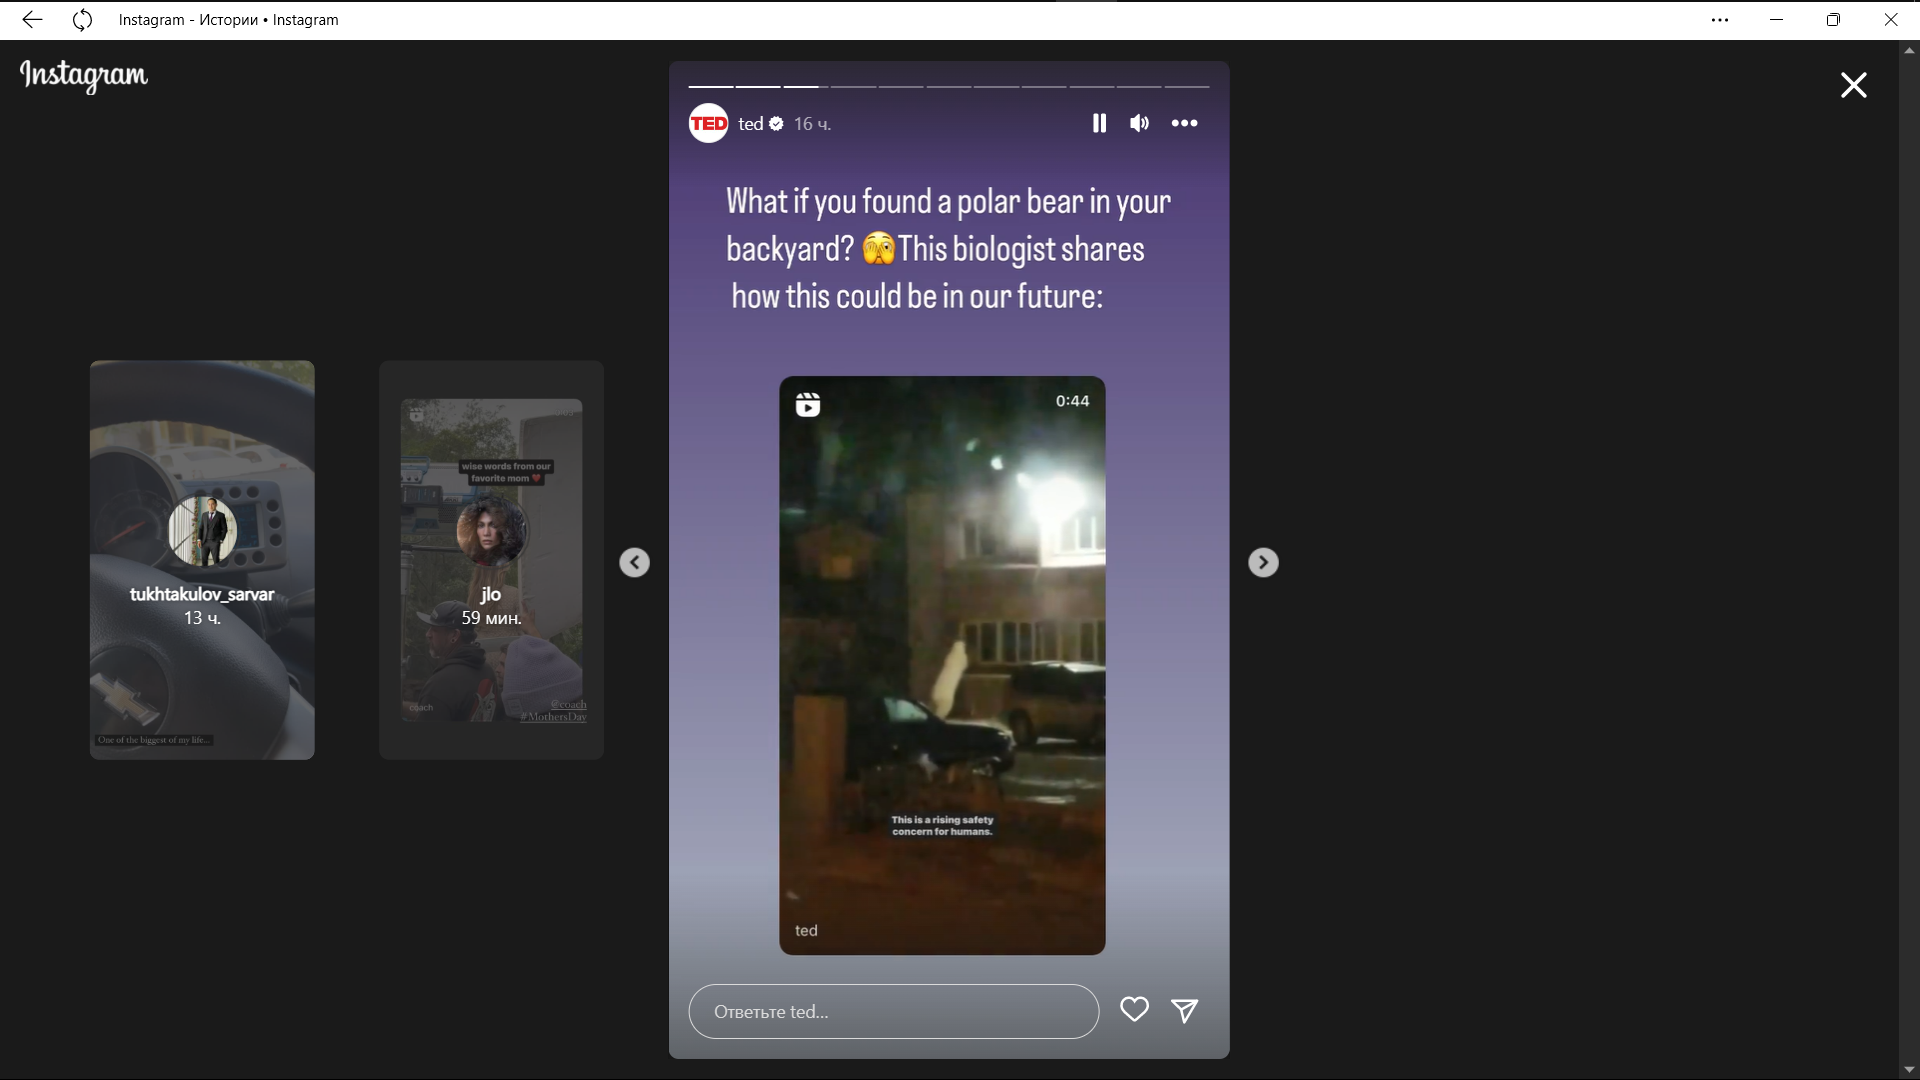 Instagram - Истории • Instagram
Instagram
TED
ted
16 ч.
What if you found a polar bear in your
backyard? 🫣This biologist shares
how this could be in our future:
0:44
This is a rising safety
concern for humans.
ted
Ответьте ted...
wise words from our
favorite mom ❤️
jlo
59 мин.
coach
@coach
#MothersDay
tukhtakulov_sarvar
13 ч.
One of the biggest of my life...